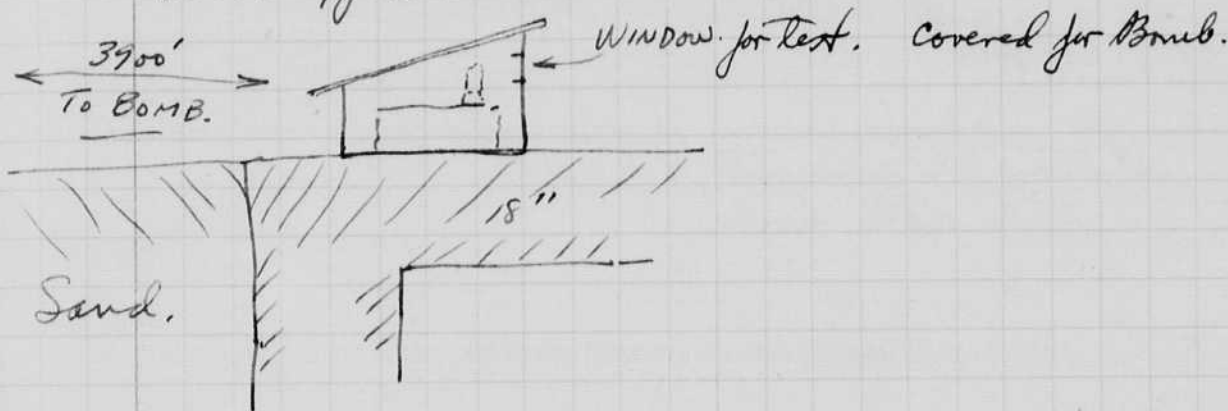 3900'
WINDOW. for test. Covered for Bomb.
To BOMB.
18"
Sand.